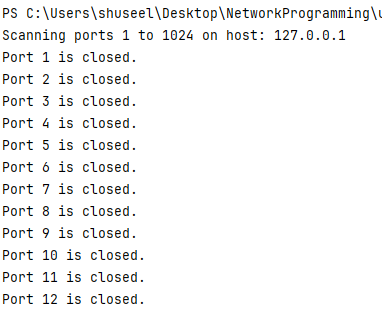 PS C:\Users\shuseel\Desktop\NetworkProgramming\
Scanning ports 1 to 1024 on host: 127.0.0.1
Port 1 is closed.
Port 2 is closed.
Port 3 is closed.
Port 4 is closed.
Port 5 is closed.
Port 6 is closed.
Port 7 is closed.
Port 8 is closed.
Port 9 is closed.
Port 10 is closed.
Port 11 is closed.
Port 12 is closed.